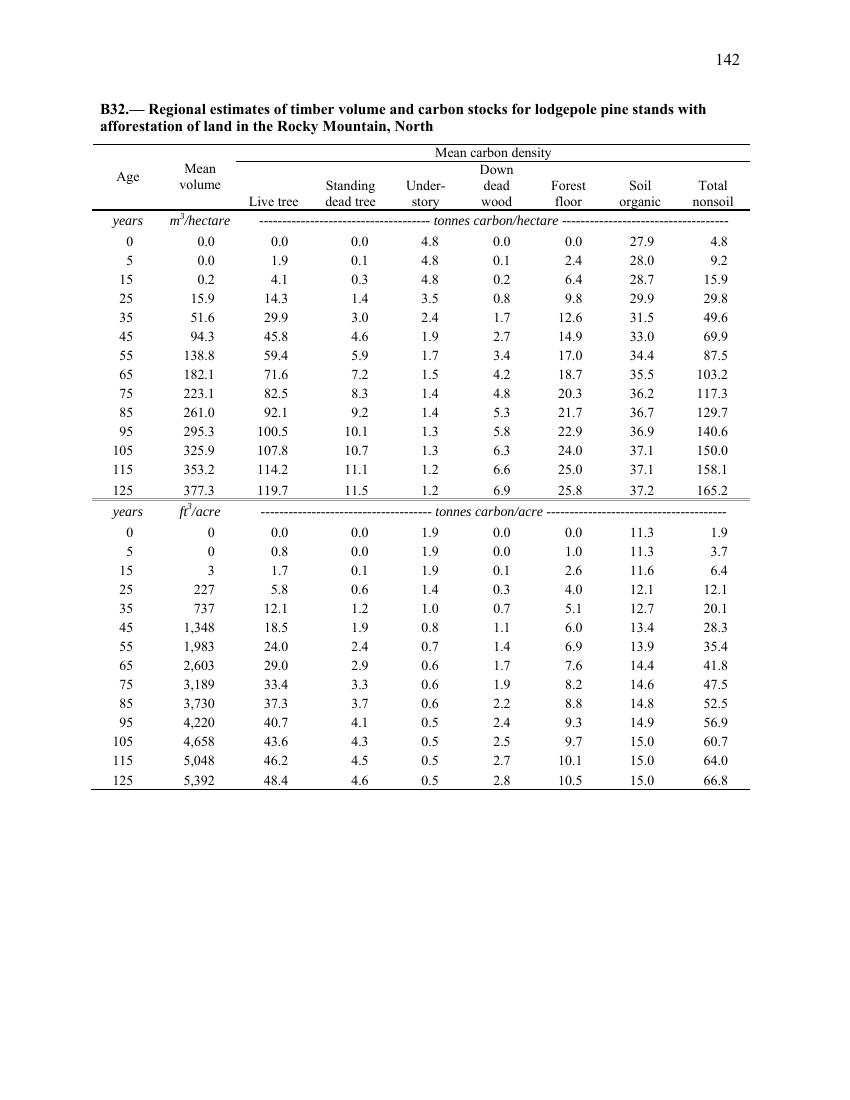 142
B32.— Regional estimates of timber volume and carbon stocks for lodgepole pine stands with
afforestation of land in the Rocky Mountain, North
Age Mean volume Mean carbon density
Live tree Standing dead tree Under-story Down dead wood Forest floor Soil organic Total nonsoil
years m³/hectare ------------------------------------- tonnes carbon/hectare ------------------------------------
0 0.0 0.0 0.0 4.8 0.0 0.0 27.9 4.8
5 0.0 1.9 0.1 4.8 0.1 2.4 28.0 9.2
15 0.2 4.1 0.3 4.8 0.2 6.4 28.7 15.9
25 15.9 14.3 1.4 3.5 0.8 9.8 29.9 29.8
35 51.6 29.9 3.0 2.4 1.7 12.6 31.5 49.6
45 94.3 45.8 4.6 1.9 2.7 14.9 33.0 69.9
55 138.8 59.4 5.9 1.7 3.4 17.0 34.4 87.5
65 182.1 71.6 7.2 1.5 4.2 18.7 35.5 103.2
75 223.1 82.5 8.3 1.4 4.8 20.3 36.2 117.3
85 261.0 92.1 9.2 1.4 5.3 21.7 36.7 129.7
95 295.3 100.5 10.1 1.3 5.8 22.9 36.9 140.6
105 325.9 107.8 10.7 1.3 6.3 24.0 37.1 150.0
115 353.2 114.2 11.1 1.2 6.6 25.0 37.1 158.1
125 377.3 119.7 11.5 1.2 6.9 25.8 37.2 165.2
years ft³/acre ------------------------------------- tonnes carbon/acre ---------------------------------------
0 0 0.0 0.0 1.9 0.0 0.0 11.3 1.9
5 0 0.8 0.0 1.9 0.0 1.0 11.3 3.7
15 3 1.7 0.1 1.9 0.1 2.6 11.6 6.4
25 227 5.8 0.6 1.4 0.3 4.0 12.1 12.1
35 737 12.1 1.2 1.0 0.7 5.1 12.7 20.1
45 1,348 18.5 1.9 0.8 1.1 6.0 13.4 28.3
55 1,983 24.0 2.4 0.7 1.4 6.9 13.9 35.4
65 2,603 29.0 2.9 0.6 1.7 7.6 14.4 41.8
75 3,189 33.4 3.3 0.6 1.9 8.2 14.6 47.5
85 3,730 37.3 3.7 0.6 2.2 8.8 14.8 52.5
95 4,220 40.7 4.1 0.5 2.4 9.3 14.9 56.9
105 4,658 43.6 4.3 0.5 2.5 9.7 15.0 60.7
115 5,048 46.2 4.5 0.5 2.7 10.1 15.0 64.0
125 5,392 48.4 4.6 0.5 2.8 10.5 15.0 66.8